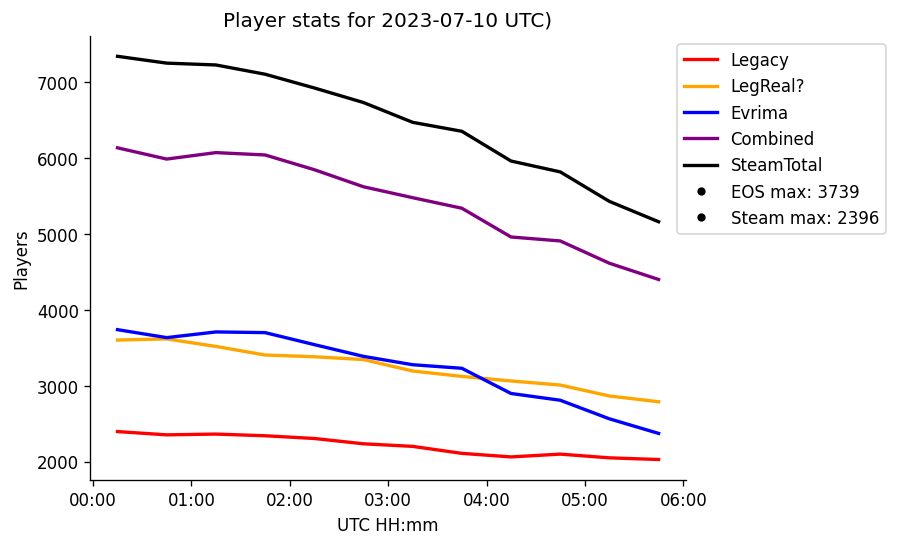 Player stats for 2023-07-10 UTC)
Legacy
LegReal?
Evrima
Combined
SteamTotal
EOS max: 3739
Steam max: 2396
7000
6000
5000
4000
3000
2000
Players
00:00 01:00 02:00 03:00 04:00 05:00 06:00
UTC HH:mm